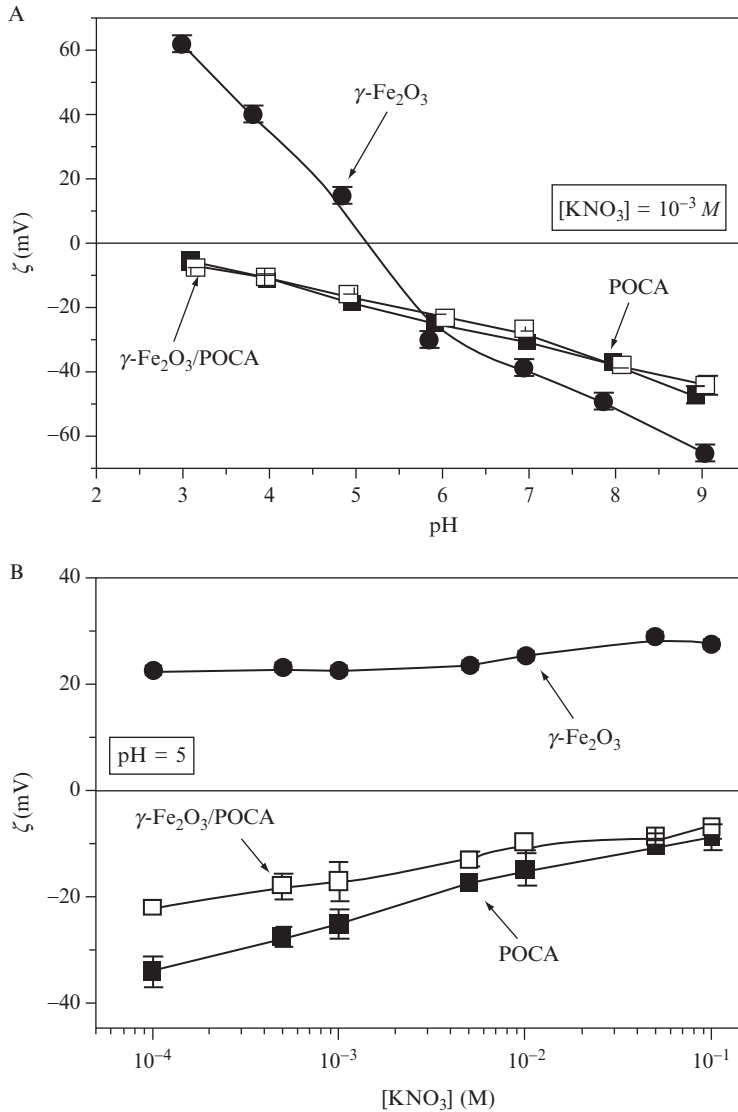 A
60
40
20
0
−20
−40
−60
ζ (mV)
γ-Fe₂O₃
[KNO₃] = 10⁻³ M
POCA
γ-Fe₂O₃/POCA
2 3 4 5 6 7 8 9
pH
B
40
20
0
−20
−40
ζ (mV)
γ-Fe₂O₃
pH = 5
γ-Fe₂O₃/POCA
POCA
10⁻⁴ 10⁻³ 10⁻² 10⁻¹
[KNO₃] (M)